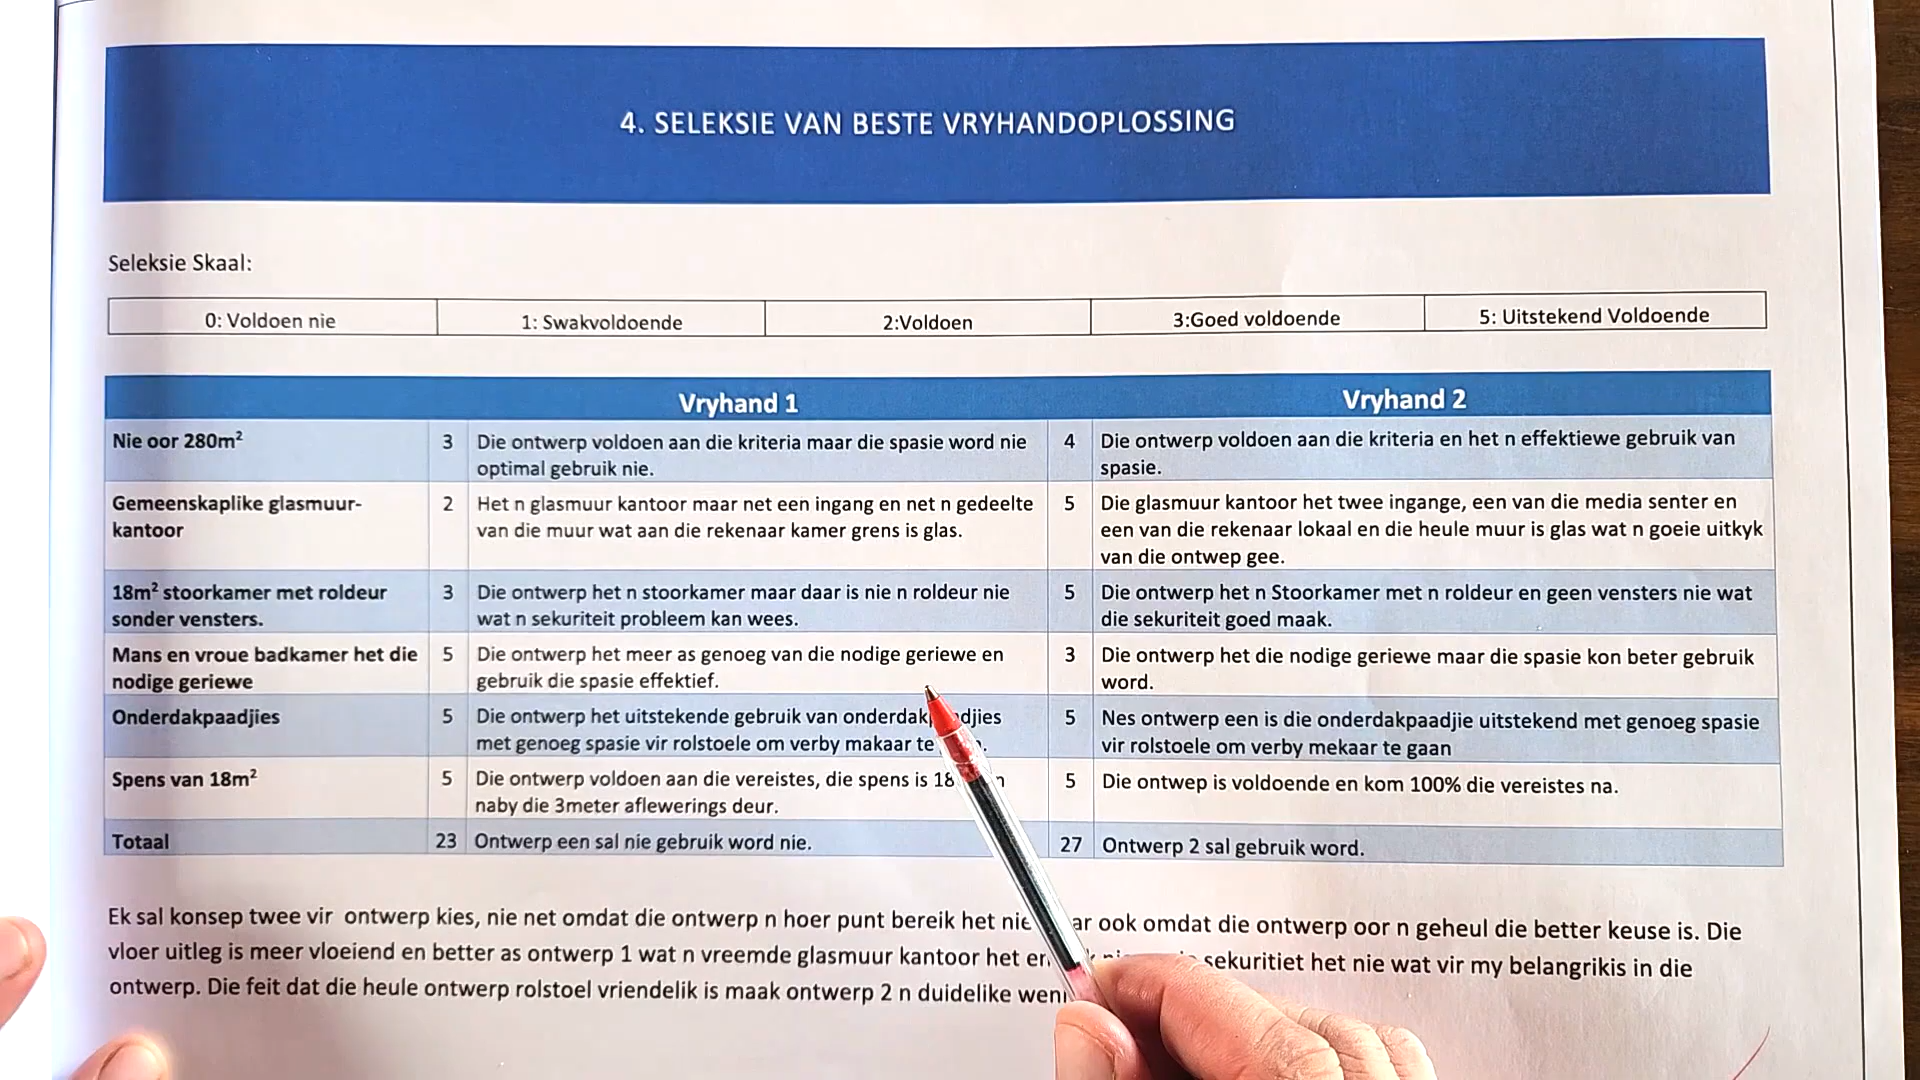 4. SELEKSIE VAN BESTE VRYHANDOPLOSSING
Seleksie Skaal:
0: Voldoen nie 1: Swakvoldoende 2:Voldoen 3:Goed voldoende 5: Uitstekend Voldoende
Vryhand 1 Vryhand 2
Nie oor 280m² 3 Die ontwerp voldoen aan die kriteria maar die spasie word nie 4 Die ontwerp voldoen aan die kriteria en het n effektiewe gebruik van
optimal gebruik nie. spasie.
Gemeenskaplike glasmuur- 2 Het n glasmuur kantoor maar net een ingang en net n gedeelte 5 Die glasmuur kantoor het twee ingange, een van die media senter en
kantoor van die muur wat aan die rekenaar kamer grens is glas. een van die rekenaar lokaal en die heule muur is glas wat n goeie uitkyk
van die ontwep gee.
18m² stoorkamer met roldeur 3 Die ontwerp het n stoorkamer maar daar is nie n roldeur nie 5 Die ontwerp het n Stoorkamer met n roldeur en geen vensters nie wat
sonder vensters. wat n sekuriteit probleem kan wees. die sekuriteit goed maak.
Mans en vroue badkamer het die 5 Die ontwerp het meer as genoeg van die nodige geriewe en 3 Die ontwerp het die nodige geriewe maar die spasie kon beter gebruik
nodige geriewe gebruik die spasie effektief. word.
Onderdakpaadjies 5 Die ontwerp het uitstekende gebruik van 5 Nes ontwerp een is die onderdakpaadjie uitstekend met genoeg spasie
met genoeg spasie vir rolstoele om verby makaar te vir rolstoele om verby mekaar te gaan
Spens van 18m² 5 Die ontwerp voldoen aan die vereistes, die spens is 5 Die ontwep is voldoende en kom 100% die vereistes na.
naby die 3meter aflewerings deur.
Totaal 23 Ontwerp een sal nie gebruik word nie. 27 Ontwerp 2 sal gebruik word.
Ek sal konsep twee vir ontwerp kies, nie net omdat die ontwerp n hoer punt bereik het nie ook omdat die ontwerp oor n geheul die better keuse is. Die
vloer uitleg is meer vloeiend en better as ontwerp 1 wat n vreemde glasmuur kantoor het sekuritiet het nie wat vir my belangrikis in die
ontwerp. Die feit dat die heule ontwerp rolstoel vriendelik is maak ontwerp 2 n duidelike